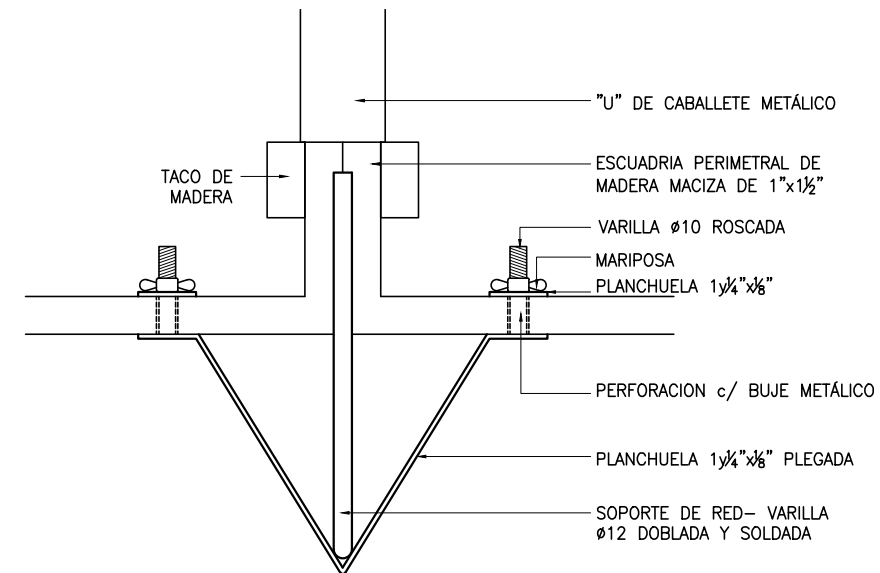 "U" DE CABALLETE METÁLICO
TACO DE
MADERA
ESCUADRIA PERIMETRAL DE
MADERA MACIZA DE 1"x1½"
VARILLA ø10 ROSCADA
MARIPOSA
PLANCHUELA 1y¼"x⅛"
PERFORACION c/ BUJE METÁLICO
PLANCHUELA 1y¼"x⅛" PLEGADA
SOPORTE DE RED– VARILLA
ø12 DOBLADA Y SOLDADA